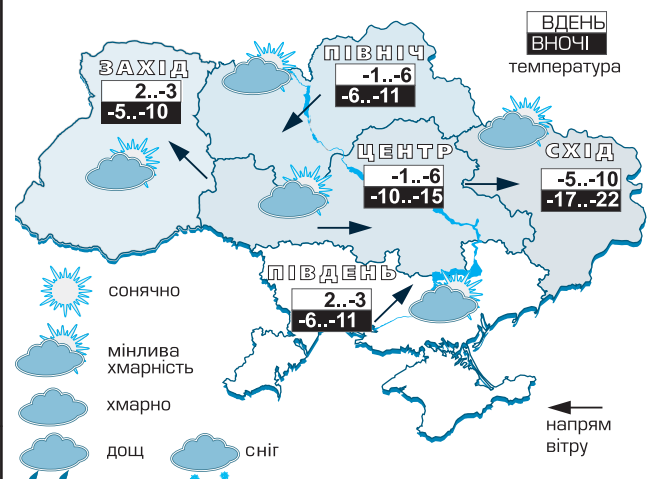 ВДЕНЬ
ВНОЧІ
температура
ЗАХІД
2..-3
-5..-10
ПІВНІЧ
-1..-6
-6..-11
ЦЕНТР
-1..-6
-10..-15
СХІД
-5..-10
-17..-22
ПІВДЕНЬ
2..-3
-6..-11
сонячно
мінлива
хмарність
хмарно
дощ
сніг
напрям
вітру